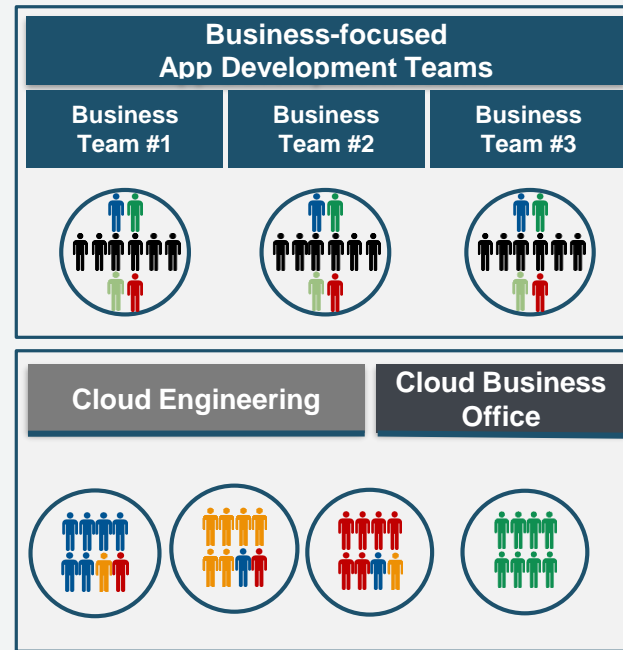 Business-focused
App Development Teams
Business
Team #1
Business
Team #2
Business
Team #3
Cloud Engineering
Cloud Business
Office